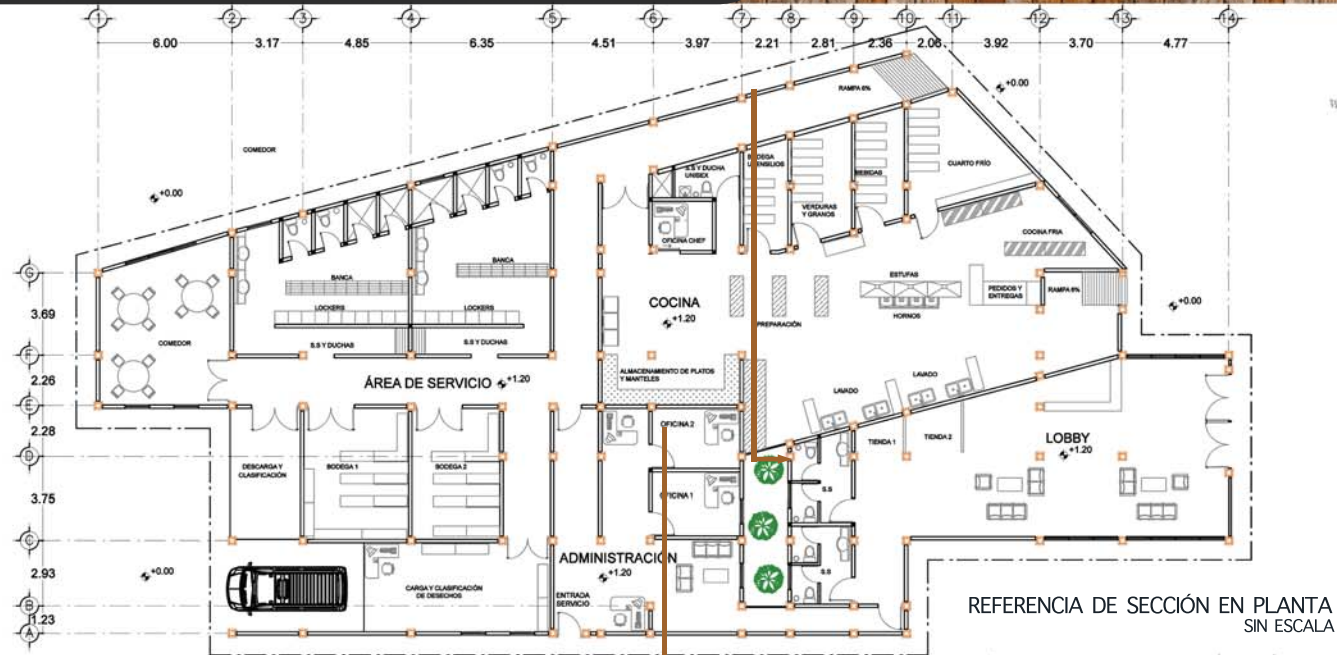 1 2 3 4 5 6 7 8 9 10 11 12 13 14
6.00 3.17 4.85 6.35 4.51 3.97 2.21 2.81 2.36 2.06 3.92 3.70 4.77
RAMPA 6%
+0.00
COMEDOR
+0.00
S.S Y DUCHA
UNISEX
BODEGA
UTENSILIOS
BEBIDAS
CUARTO FRÍO
VERDURAS
Y GRANOS
OFICINA CHEF
COCINA FRIA
G
BANCA
BANCA
ESTUFAS
PEDIDOS Y
ENTREGAS
RAMPA 6%
+0.00
3.69
LOCKERS
LOCKERS
COCINA
+1.20
HORNOS
PREPARACIÓN
COMEDOR
S.S Y DUCHAS
S.S Y DUCHAS
F
2.26
ÁREA DE SERVICIO +1.20
ALMACENAMIENTO DE PLATOS
Y MANTELES
LAVADO
LAVADO
E
2.28
OFICINA 2
TIENDA 1
TIENDA 2
LOBBY
+1.20
D
DESCARGA Y
CLASIFICACIÓN
BODEGA 1
BODEGA 2
3.75
OFICINA 1
S.S
C
2.93
+0.00
ADMINISTRACIÓN
+1.20
S.S
CARGA Y CLASIFICACIÓN
DE DESECHOS
ENTRADA
SERVICIO
B
1.23
A
REFERENCIA DE SECCIÓN EN PLANTA
SIN ESCALA